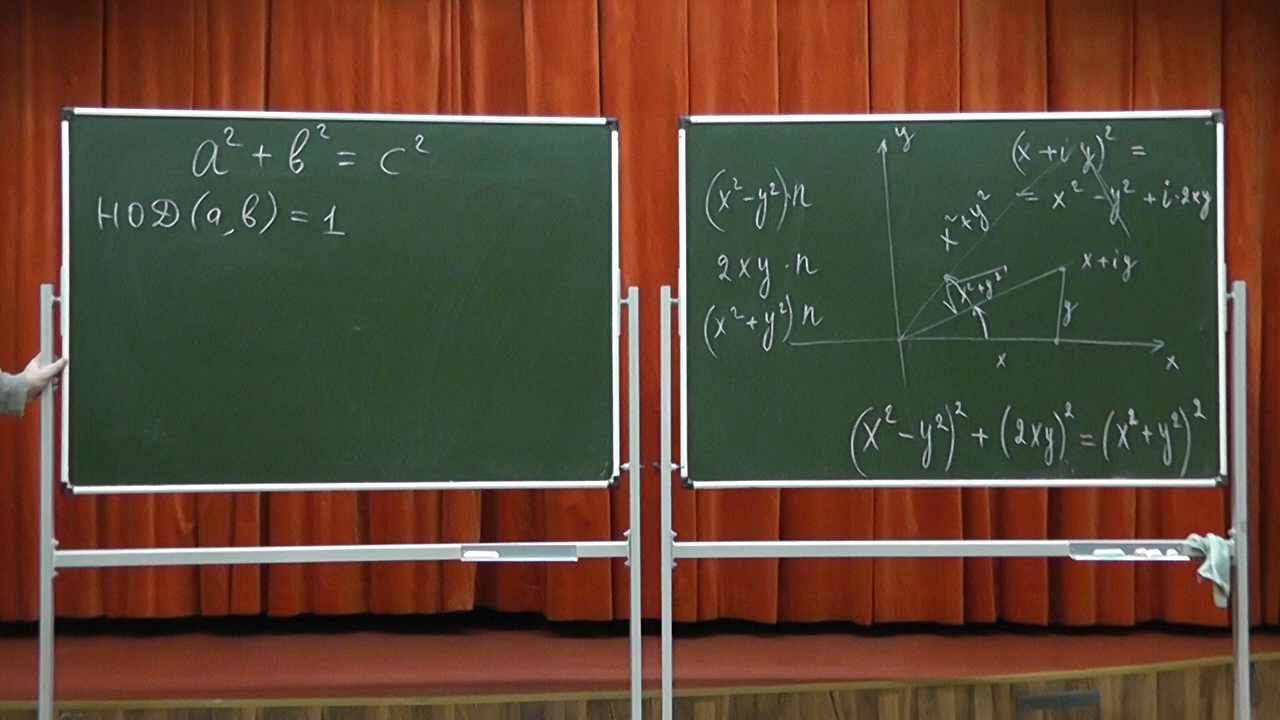 a² + b² = c²
НОД(a, b) = 1
(x² - y²)·n
2xy · n
(x² + y²) n
y
(x + iy)² =
= x² - y² + i·2xy
x² + y²
x + iy
√x² + y²
y
x
x
(x² - y²)² + (2xy)² = (x² + y²)²